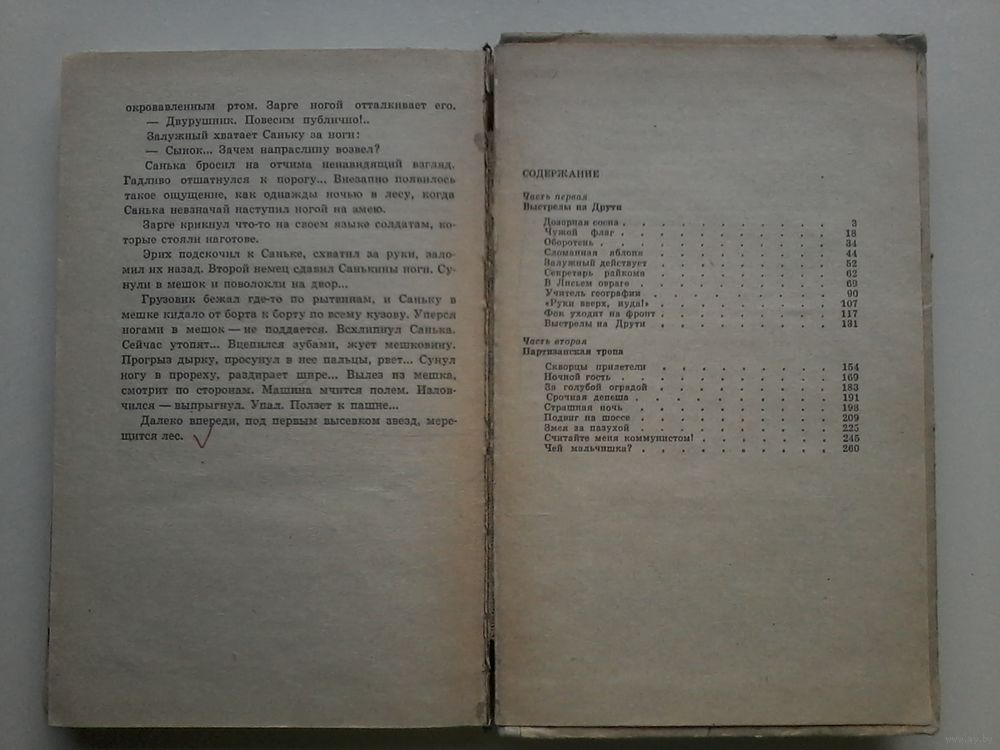 окровавленным ртом. Зарге ногой отталкивает его.
— Двурушник. Повесим публично!..
Залужный хватает Саньку за ноги:
— Сынок... Зачем напраслину возвел?
Санька бросил на отчима ненавидящий взгляд.
Гадливо отшатнулся к порогу... Внезапно появилось
такое ощущение, как однажды ночью в лесу, когда
Санька невзначай наступил ногой на змею.
Зарге крикнул что-то на своем языке солдатам, ко-
торые стояли наготове.
Эрих подскочил к Саньке, схватил за руки, зало-
мил их назад. Второй немец сдавил Санькины ноги. Су-
нули в мешок и поволокли на двор...
Грузовик бежал где-то по рытвинам, и Саньку в
мешке кидало от борта к борту по всему кузову. Уперся
ногами в мешок — не поддается. Всхлипнул Санька.
Сейчас утопят... Вцепился зубами, жует мешковину.
Прогрыз дырку, просунул в нее пальцы, рвет... Сунул
ногу в прореху, раздирает шире... Вылез из мешка,
смотрит по сторонам. Машина мчится полем. Излов-
чился — выпрыгнул. Упал. Ползет к пашне...
Далеко впереди, под первым высевком звезд, мере-
щится лес.
СОДЕРЖАНИЕ
Часть первая
Выстрелы на Друти
Дозорная сосна . . . . . . . . . . 3
Чужой флаг . . . . . . . . . . 18
Оборотень . . . . . . . . . . 34
Сломанная яблоня . . . . . . . . . 44
Залужный действует . . . . . . . . . 52
Секретарь райкома . . . . . . . . . 62
В Лисьем овраге . . . . . . . . . 69
Учитель географии . . . . . . . . . 90
«Руки вверх, иуда!» . . . . . . . . . 107
Фок уходит на фронт . . . . . . . . . 117
Выстрелы на Друти . . . . . . . . . 131
Часть вторая
Партизанская тропа
Скворцы прилетели . . . . . . . . . 154
Ночной гость . . . . . . . . . . 169
За голубой оградой . . . . . . . . . 183
Срочная депеша . . . . . . . . . . 191
Страшная ночь . . . . . . . . . . 198
Подвиг на шоссе . . . . . . . . . 209
Змея за пазухой . . . . . . . . . 225
Считайте меня коммунистом! . . . . . . . 245
Чей мальчишка? . . . . . . . . . . 260
www.ay.by